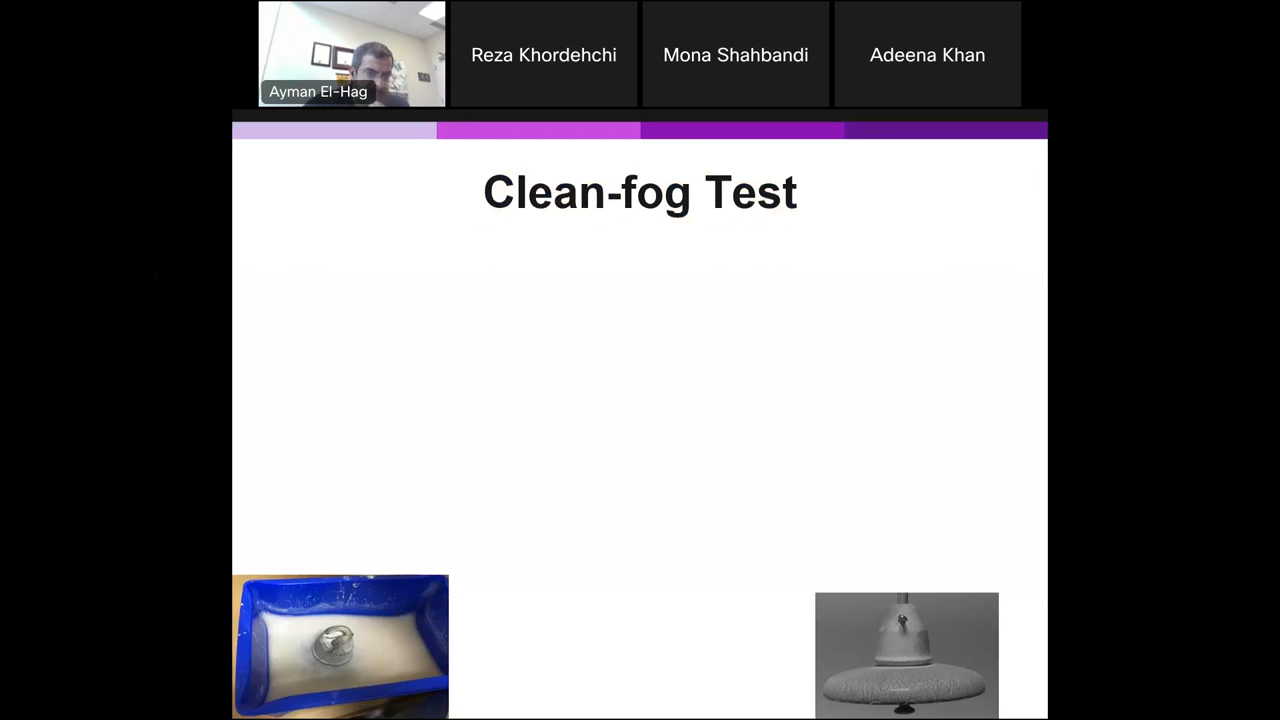 Ayman El-Hag
Reza Khordehchi
Mona Shahbandi
Adeena Khan
Clean-fog Test